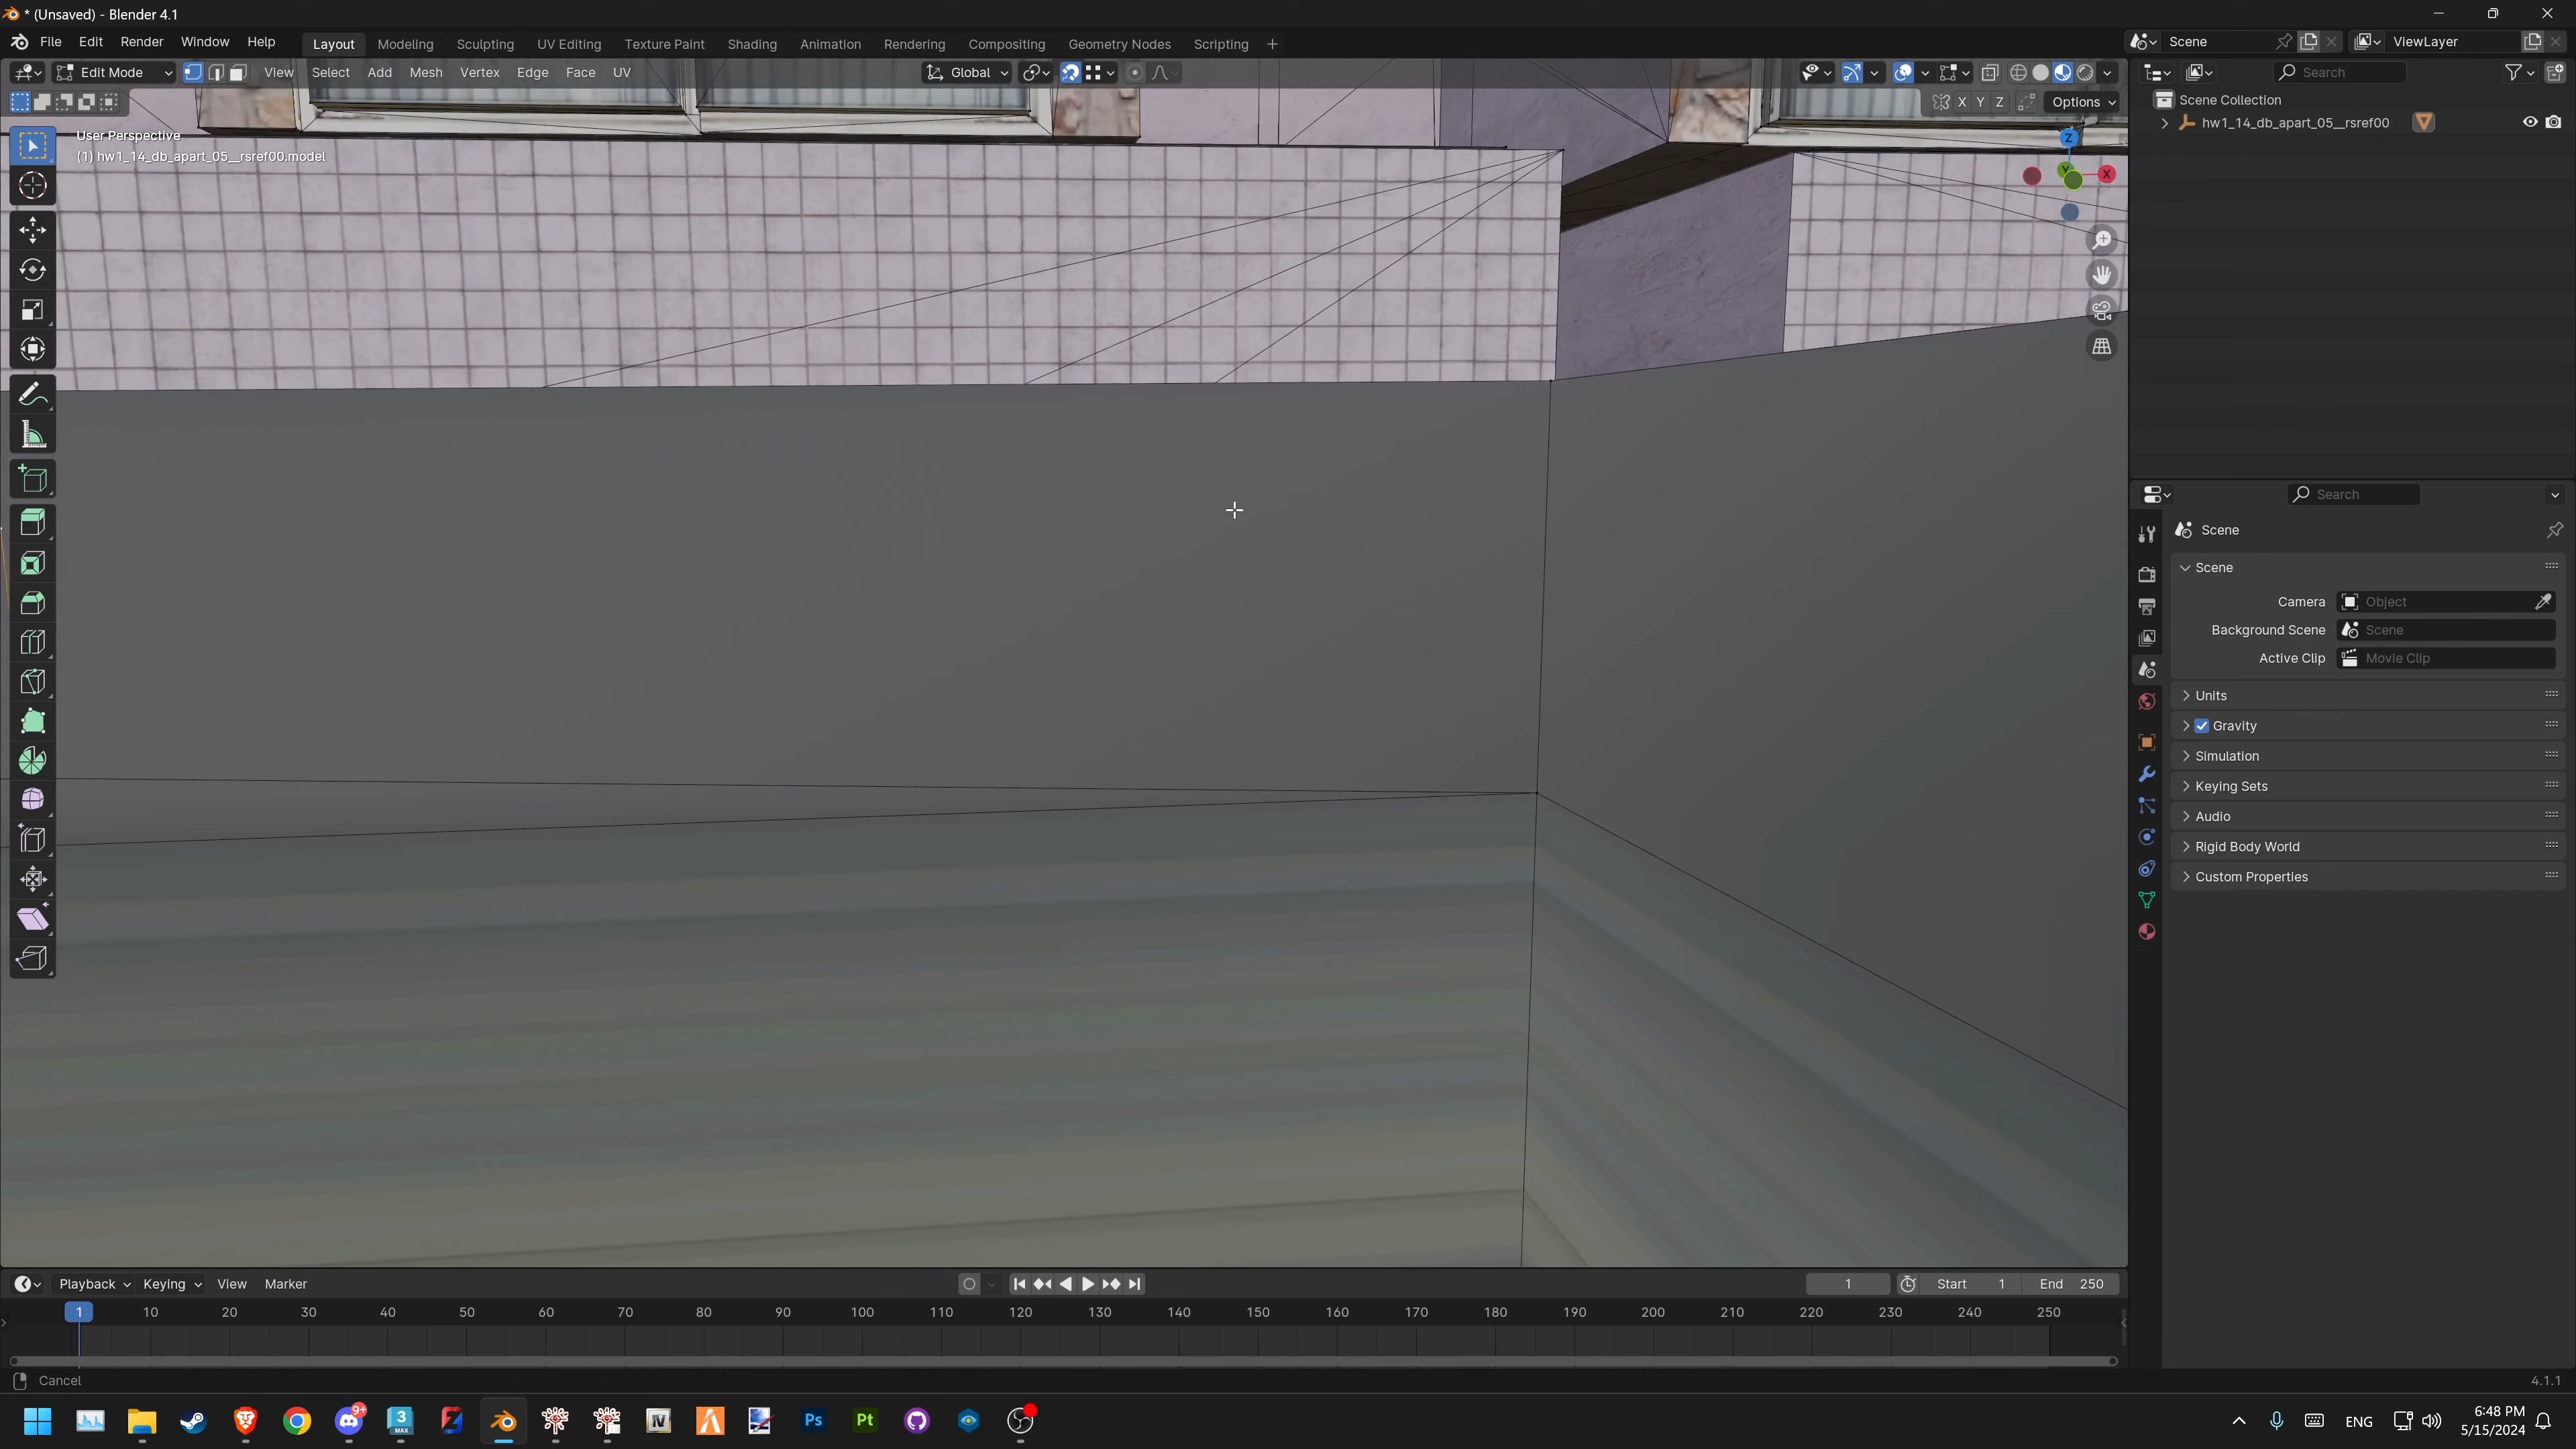 * (Unsaved) - Blender 4.1
File Edit Render Window Help Layout Modeling Sculpting UV Editing Texture Paint Shading Animation Rendering Compositing Geometry Nodes Scripting + Scene ViewLayer
Edit Mode View Select Add Mesh Vertex Edge Face UV Global Search
X Y Z Options
User Perspective
(1) hw1_14_db_apart_05__rsref00.model
Scene Collection
hw1_14_db_apart_05__rsref00
Z
Y
X
Search
Scene
Scene
Camera Object
Background Scene Scene
Active Clip Movie Clip
Units
Gravity
Simulation
Keying Sets
Audio
Rigid Body World
Custom Properties
Playback Keying View Marker 1 Start 1 End 250
1 10 20 30 40 50 60 70 80 90 100 110 120 130 140 150 160 170 180 190 200 210 220 230 240 250
Cancel 4.1.1
9+ 3 MAX IV Ps Pt ENG 6:48 PM
5/15/2024